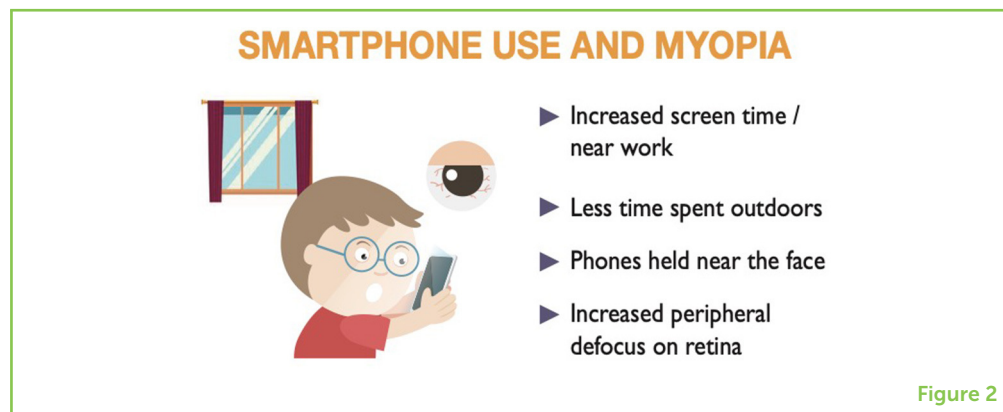 SMARTPHONE USE AND MYOPIA
Increased screen time /
near work
Less time spent outdoors
Phones held near the face
Increased peripheral
defocus on retina
Figure 2